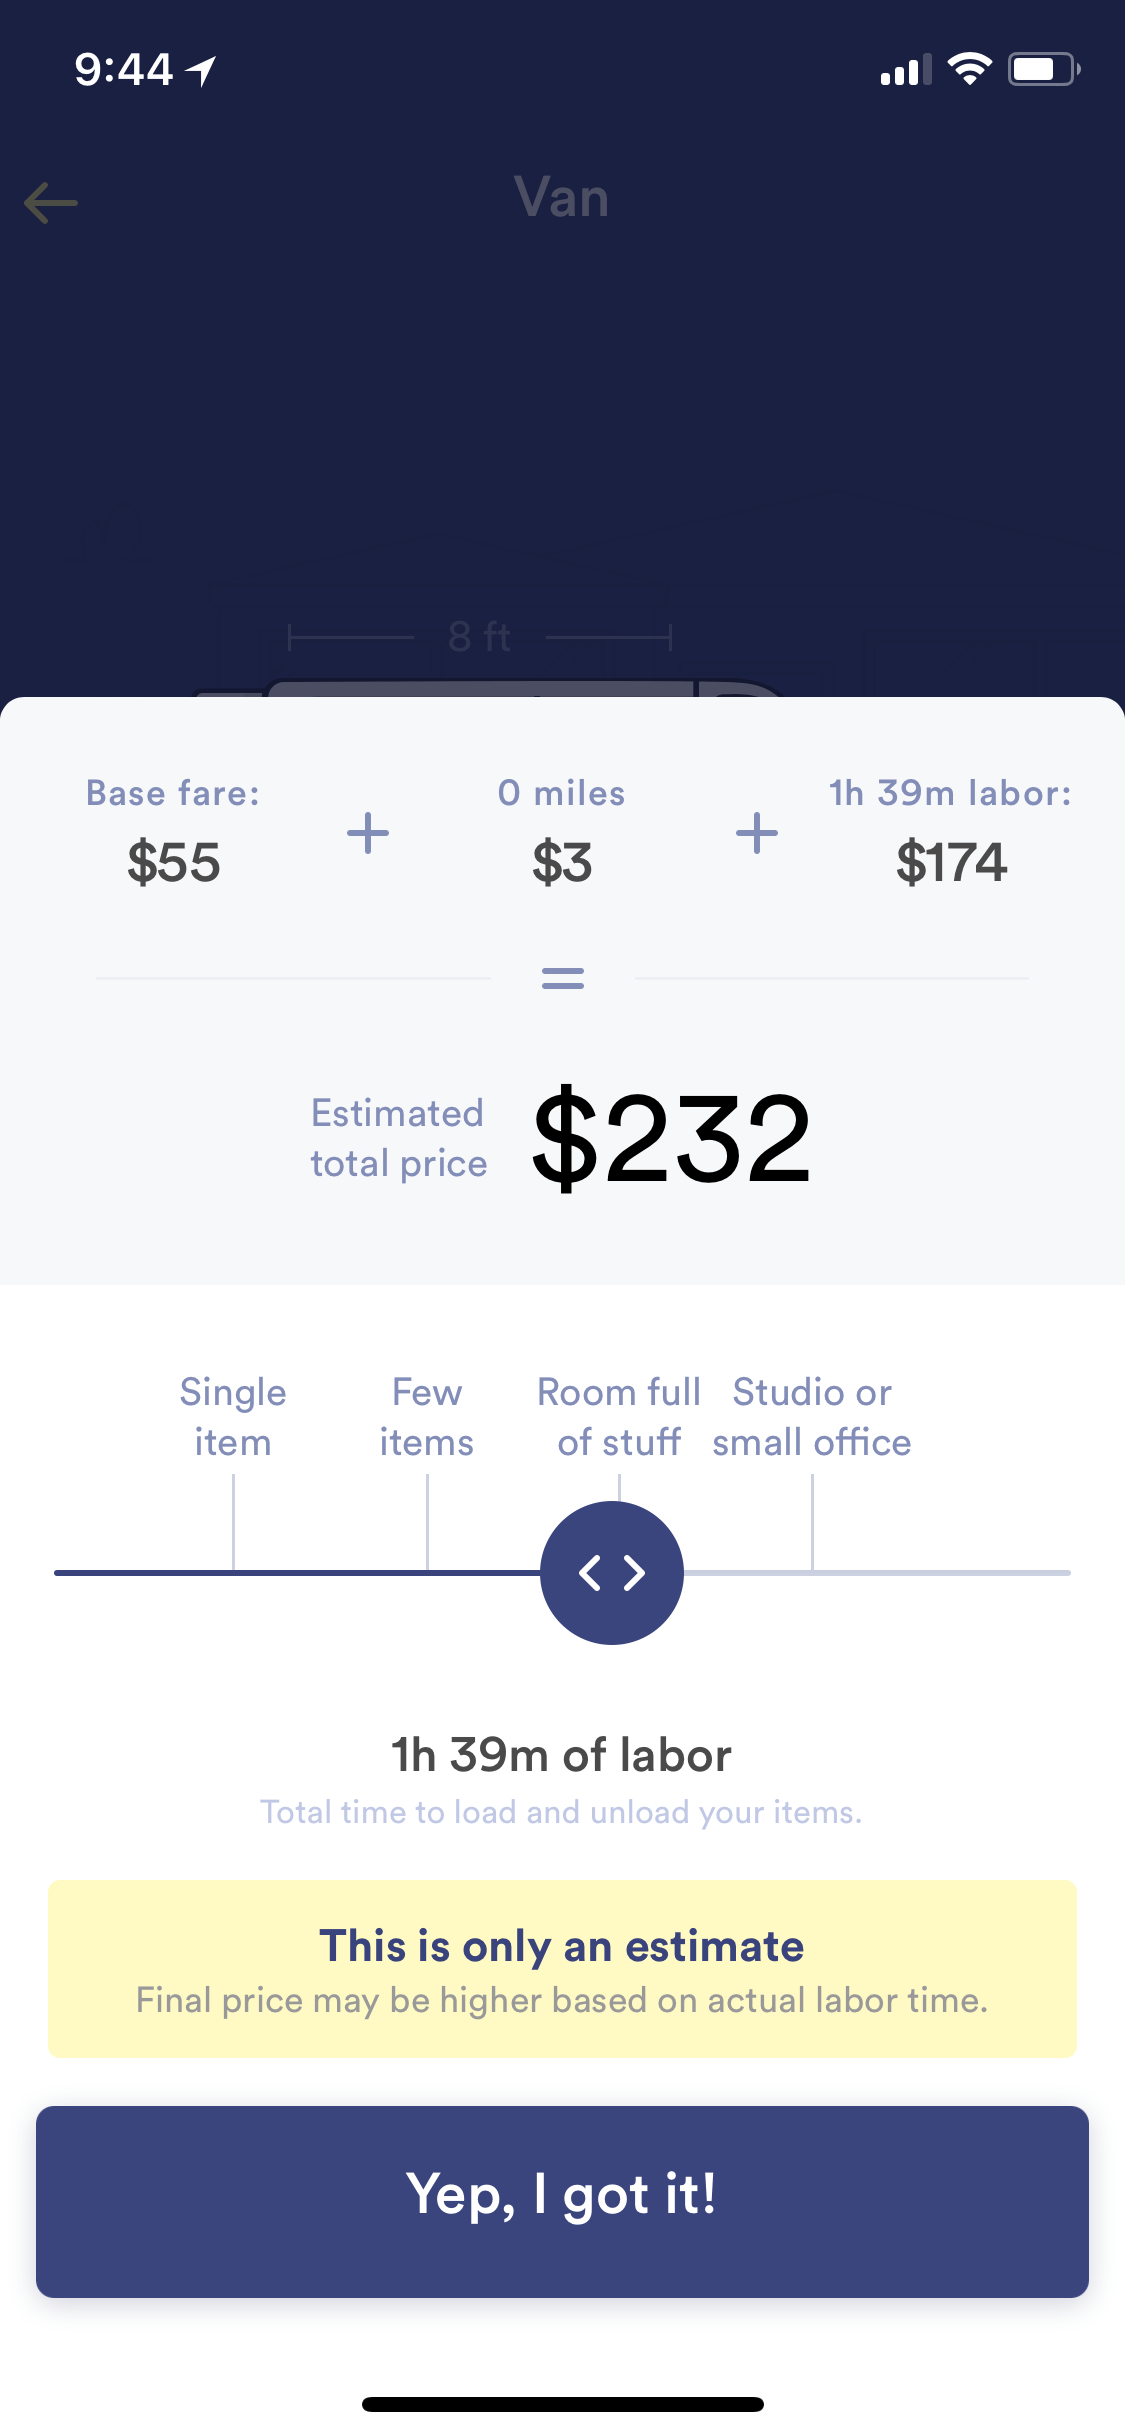 9:44
Van
8 ft
Base fare:
$55
+
0 miles
$3
+
1h 39m labor:
$174
=
Estimated
total price
$232
Single
item
Few
items
Room full
of stuff
Studio or
small office
1h 39m of labor
Total time to load and unload your items.
This is only an estimate
Final price may be higher based on actual labor time.
Yep, I got it!